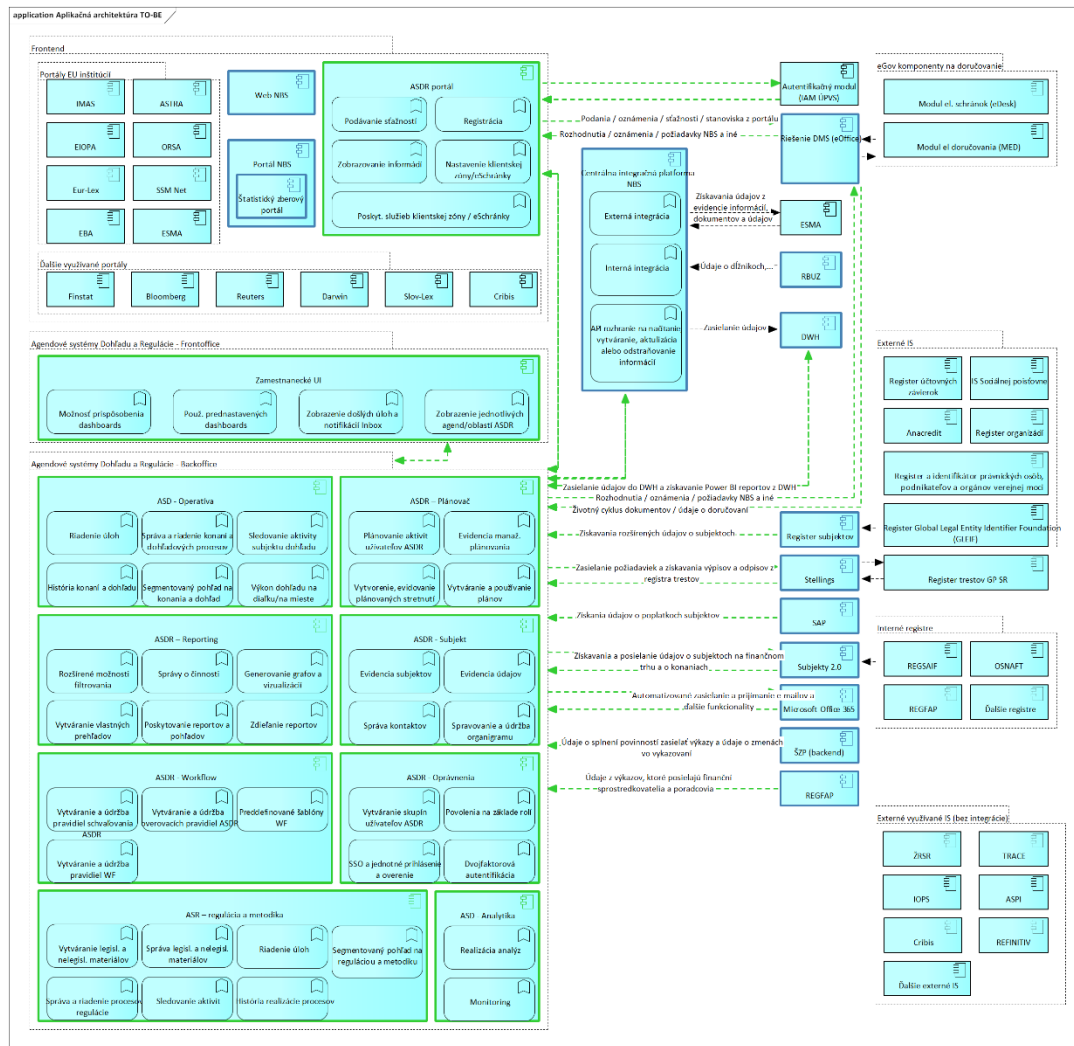 application Aplikačná architektúra TO-BE
Frontend
Portály EU inštitúcií
IMAS
ASTRA
EIOPA
ORSA
Eur-Lex
SSM Net
EBA
ESMA
Web NBS
Portál NBS
Štatistický zberový
portál
ASDR portál
Podávanie sťažností
Registrácia
Zobrazovanie informácií
Nastavenie klientskej
zóny/eSchránky
Poskyt. služieb klientskej zóny / eSchránky
Ďalšie využívané portály
Finstat
Bloomberg
Reuters
Darwin
Slov-Lex
Cribis
Autentifikačný modul
(IAM ÚPVS)
Podania / oznámenia / sťažnosti / stanoviska z portálu
Rozhodnutia / oznámenia / požiadavky NBS a iné
Riešenie DMS (eOffice)
eGov komponenty na doručovanie
Modul el. schránok (eDesk)
Modul el doručovania (MED)
Centrálna integračná platforma
NBS
Externá integrácia
Interná integrácia
API rozhranie na načítanie,
vytváranie, aktulizácia
alebo odstraňovanie
informácií
Získavania údajov z
evidencie informácií,
dokumentov a údajov
ESMA
Údaje o dĺžnikoch,...
RBUZ
Zasielanie údajov
DWH
Agendové systémy Dohľadu a Regulácie - Frontoffice
Zamestnanecké UI
Možnosť prispôsobenia
dashboards
Použ. prednastavených
dashboards
Zobrazenie došlých úloh a
notifikácií Inbox
Zobrazenie jednotlivých
agend/oblastí ASDR
Externé IS
Register účtovných
závierok
IS Sociálnej poisťovne
Anacredit
Register organizácií
Register a identifikátor právnických osôb,
podnikateľov a orgánov verejnej moci
Register Global Legal Entity Identifier Foundation
(GLEIF)
Register trestov GP SR
Agendové systémy Dohľadu a Regulácie - Backoffice
ASD - Operatíva
Riadenie úloh
Správa a riadenie konaní a
dohľadových procesov
Sledovanie aktivity
subjektu dohľadu
História konaní a dohľadu
Segmentovaný pohľad na
konania a dohľad
Výkon dohľadu na
diaľku/na mieste
ASDR – Plánovač
Plánovanie aktivít
užívateľov ASDR
Evidencia manaž.
plánovania
Vytvorenie, evidovanie
plánovaných stretnutí
Vytváranie a používanie
plánov
Zasielanie údajov do DWH a získavanie Power BI reportov z DWH
Rozhodnutia / oznámenia / požiadavky NBS a iné
Životný cyklus dokumentov / údaje o doručovaní
Získavania rozšírených údajov o subjektoch
Register subjektov
Zasielanie požiadaviek a získavania výpisov a odpisov z
registra trestov
Stellings
Získania údajov o poplatkoch subjektov
SAP
ASDR – Reporting
Rozšírené možnosti
filtrovania
Správy o činnosti
Generovanie grafov a
vizualizácií
Vytváranie vlastných
prehľadov
Poskytovanie reportov a
pohľadov
Zdieľanie reportov
ASDR - Subjekt
Evidencia subjektov
Evidencia údajov
Správa kontaktov
Spravovanie a údržba
organigramu
Získavania a posielanie údajov o subjektoch na finančnom
trhu a o konaniach
Subjekty 2.0
Automatizované zasielanie a prijímanie e mailov a
ďalšie funkcionality
Microsoft Office 365
Interné registre
REGSAIF
OSNAFT
REGFAP
Ďalšie registre
Údaje o splnení povinností zasielať výkazy a údaje o zmenách
vo vykazovaní
ŠZP (backend)
Údaje z výkazov, ktoré posielajú finanční
sprostredkovatelia a poradcovia
REGFAP
ASDR - Workflow
Vytváranie a údržba
pravidiel schvaľovania
ASDR
Vytváranie a údržba
overovacích pravidiel ASDR
Preddefinované šablóny
WF
Vytváranie a údržba
pravidiel WF
ASDR - Oprávnenia
Vytváranie skupín
užívateľov ASDR
Povolenia na základe rolí
SSO a jednotné prihlásenie
a overenie
Dvojfaktorová
autentifikácia
Externé využívané IS (bez integrácie)
ŽRSR
TRACE
IOPS
ASPI
Cribis
REFINITIV
Ďalšie externé IS
ASR – regulácia a metodika
Vytváranie legisl. a
nelegisl. materiálov
Správa legisl. a nelegisl.
materiálov
Riadenie úloh
Segmentovaný pohľad na
reguláciou a metodiku
Správa a riadenie procesov
regulácie
Sledovanie aktivít
História realizácie procesov
ASD - Analytika
Realizácia analýz
Monitoring